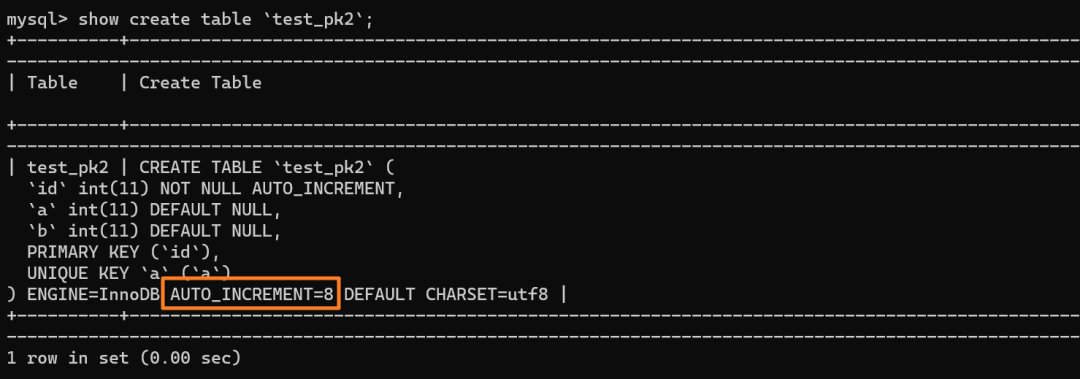 mysql> show create table `test_pk2`;
+----------+---------------------------------------------------------------------------------------------
---------------------------------------------------------------------------------------------------------
| Table    | Create Table

+----------+---------------------------------------------------------------------------------------------
---------------------------------------------------------------------------------------------------------
| test_pk2 | CREATE TABLE `test_pk2` (
  `id` int(11) NOT NULL AUTO_INCREMENT,
  `a` int(11) DEFAULT NULL,
  `b` int(11) DEFAULT NULL,
  PRIMARY KEY (`id`),
  UNIQUE KEY `a` (`a`)
) ENGINE=InnoDB AUTO_INCREMENT=8 DEFAULT CHARSET=utf8 |
+----------+---------------------------------------------------------------------------------------------
---------------------------------------------------------------------------------------------------------
1 row in set (0.00 sec)